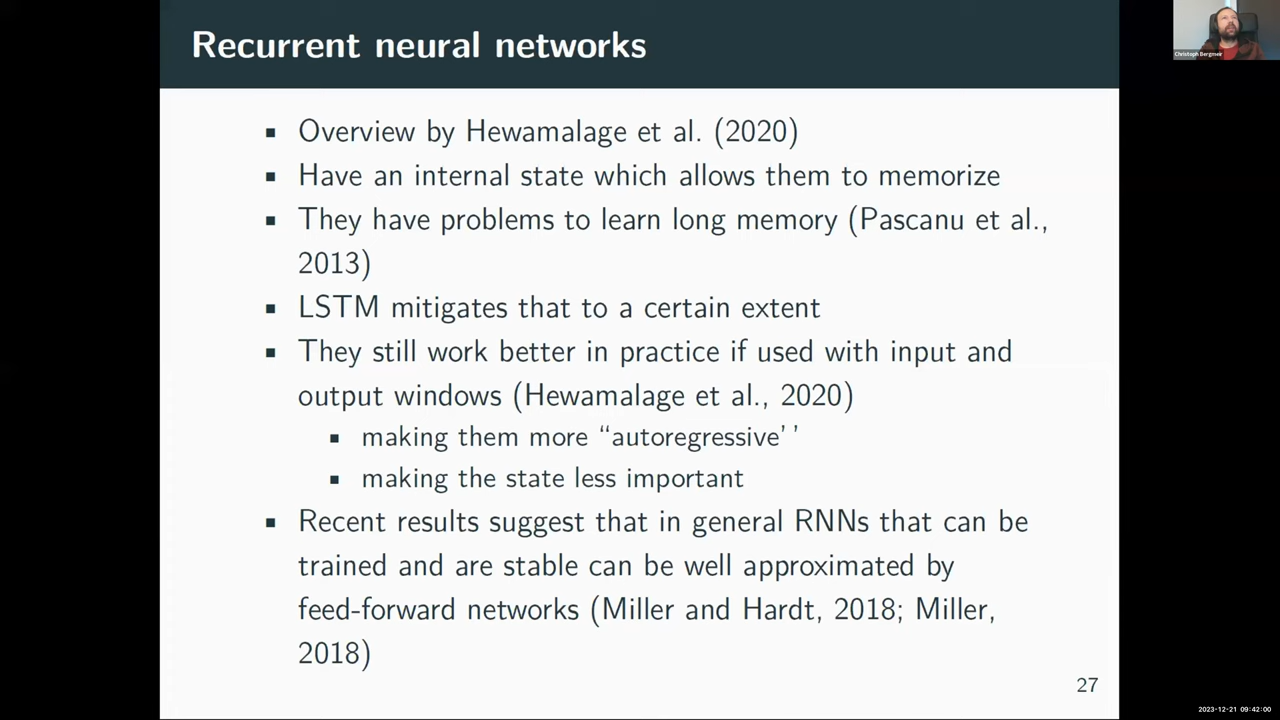 Recurrent neural networks
Christoph Bergmeir
▪ Overview by Hewamalage et al. (2020)
▪ Have an internal state which allows them to memorize
▪ They have problems to learn long memory (Pascanu et al.,
2013)
▪ LSTM mitigates that to a certain extent
▪ They still work better in practice if used with input and
output windows (Hewamalage et al., 2020)
▪ making them more “autoregressive’ ’
▪ making the state less important
▪ Recent results suggest that in general RNNs that can be
trained and are stable can be well approximated by
feed-forward networks (Miller and Hardt, 2018; Miller,
2018)
27
2023-12-21 09:42:00